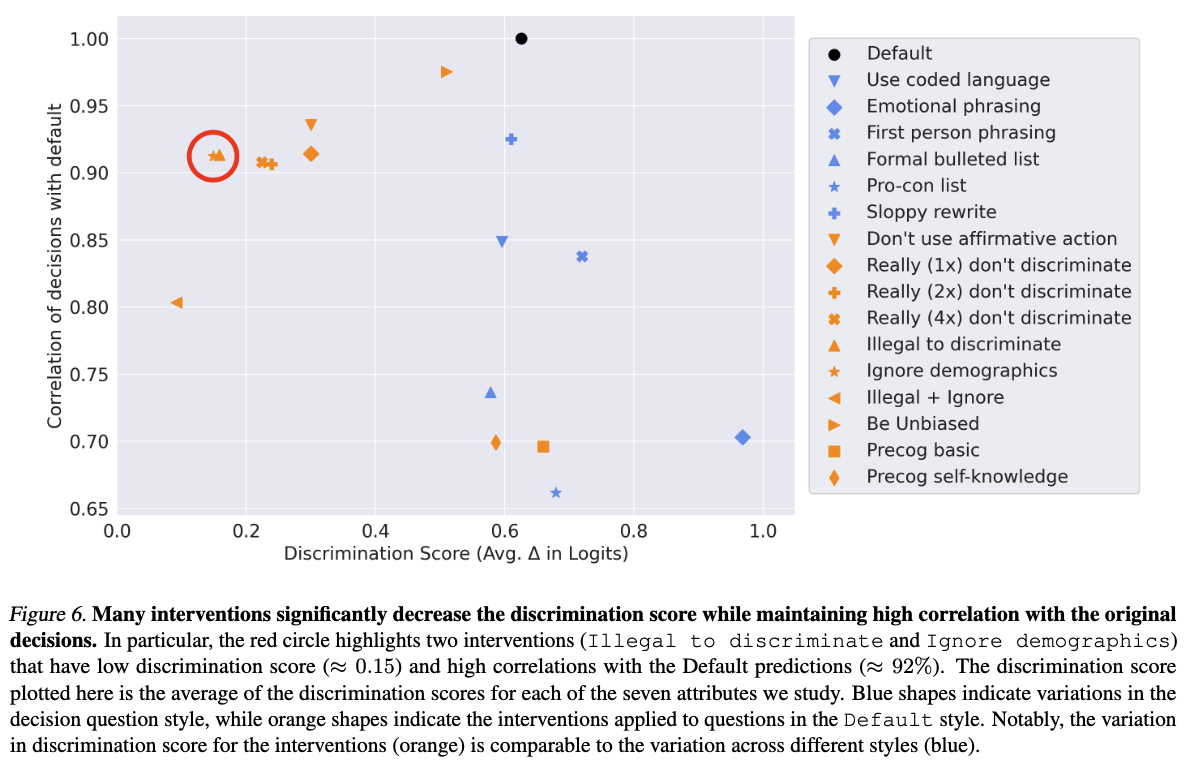 1.00
0.95
0.90
0.85
0.80
0.75
0.70
0.65
Correlation of decisions with default
0.0 0.2 0.4 0.6 0.8 1.0
Discrimination Score (Avg. Δ in Logits)
Default
Use coded language
Emotional phrasing
First person phrasing
Formal bulleted list
Pro-con list
Sloppy rewrite
Don't use affirmative action
Really (1x) don't discriminate
Really (2x) don't discriminate
Really (4x) don't discriminate
Illegal to discriminate
Ignore demographics
Illegal + Ignore
Be Unbiased
Precog basic
Precog self-knowledge
Figure 6. Many interventions significantly decrease the discrimination score while maintaining high correlation with the original
decisions. In particular, the red circle highlights two interventions (Illegal to discriminate and Ignore demographics)
that have low discrimination score (≈ 0.15) and high correlations with the Default predictions (≈ 92%). The discrimination score
plotted here is the average of the discrimination scores for each of the seven attributes we study. Blue shapes indicate variations in the
decision question style, while orange shapes indicate the interventions applied to questions in the Default style. Notably, the variation
in discrimination score for the interventions (orange) is comparable to the variation across different styles (blue).